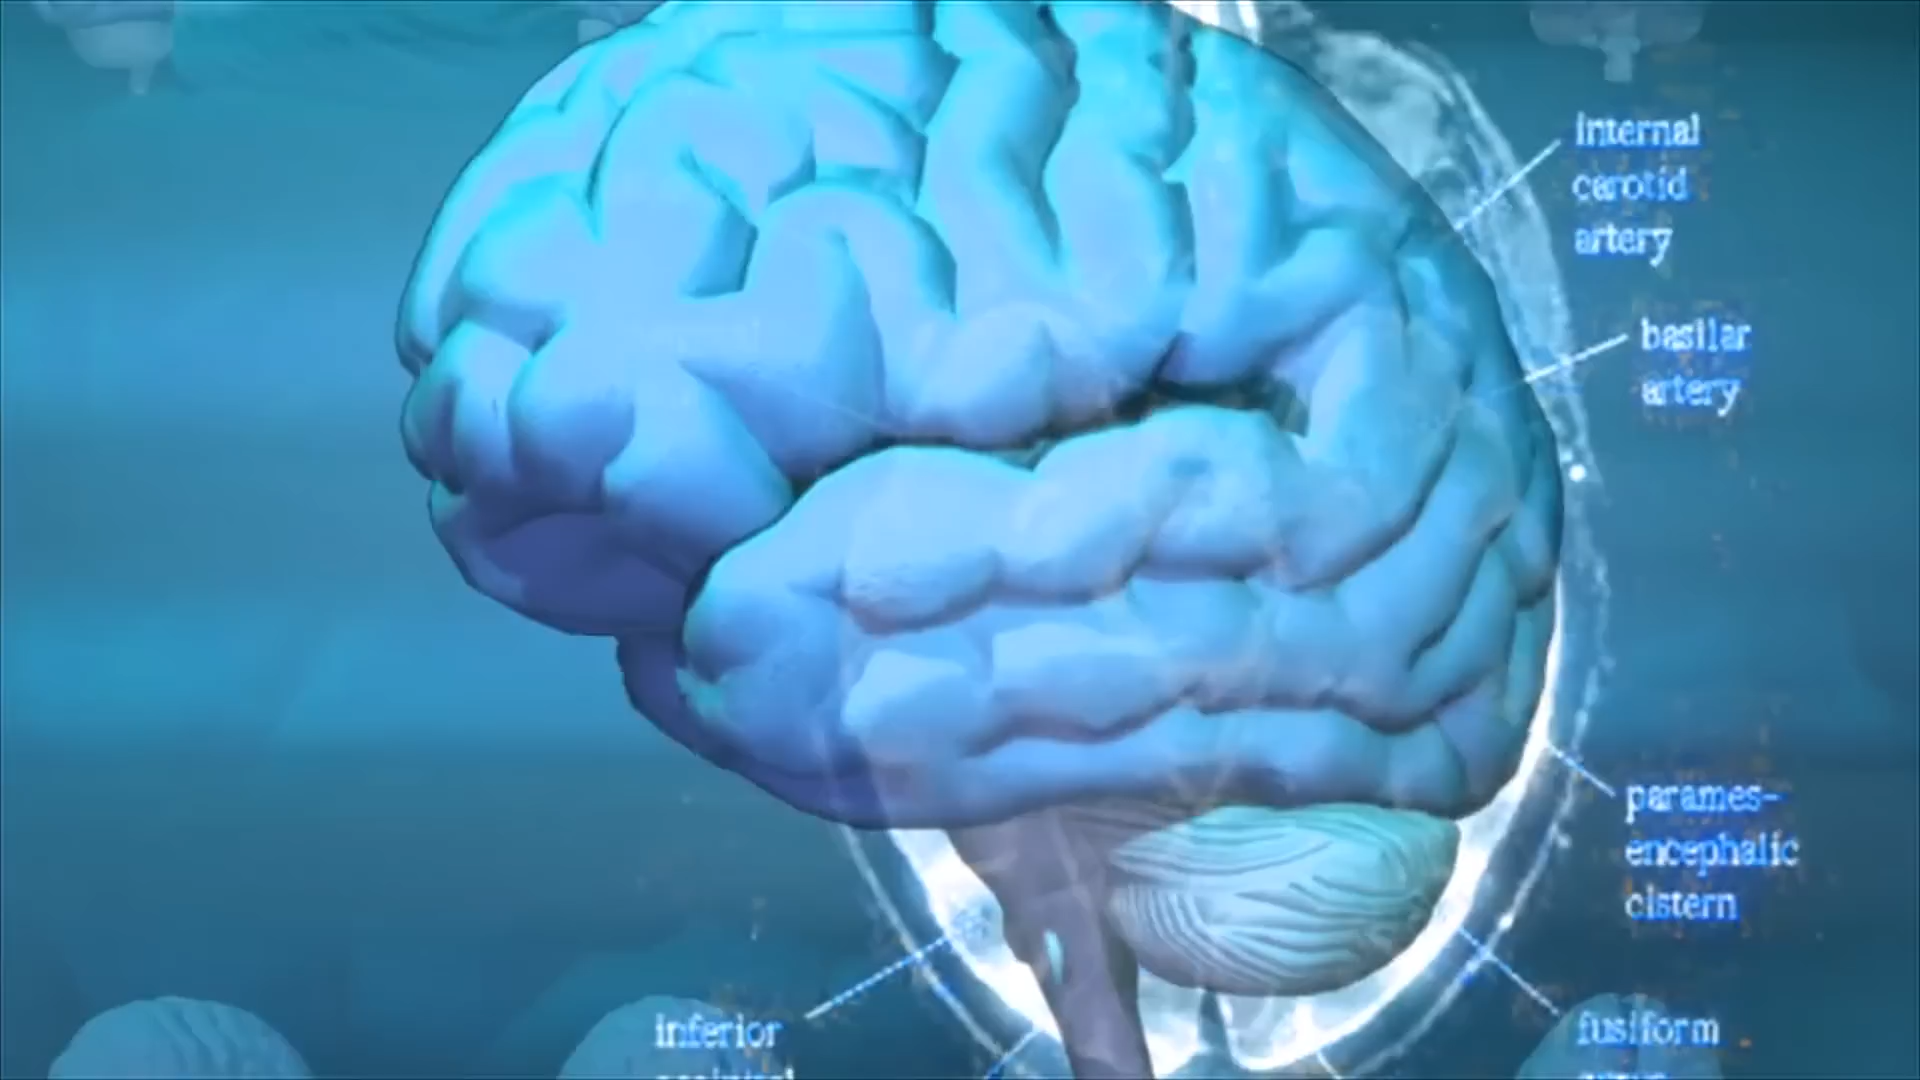 internal
carotid
artery
basilar
artery
parames-
encephalic
cistern
inferior
fusiform